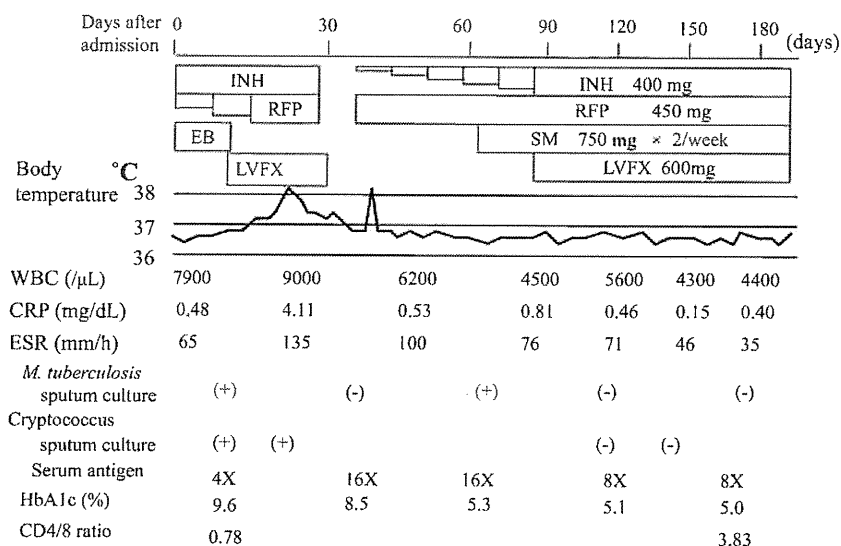 Days after 0 30 60 90 120 150 180 (days)
admission
INH INH 400 mg
RFP RFP 450 mg
EB SM 750 mg × 2/week
LVFX LVFX 600mg
Body °C
temperature 38
37
36
WBC (/μL) 7900 9000 6200 4500 5600 4300 4400
CRP (mg/dL) 0.48 4.11 0.53 0.81 0.46 0.15 0.40
ESR (mm/h) 65 135 100 76 71 46 35
M. tuberculosis
sputum culture (+) (-) (+) (-) (-)
Cryptococcus
sputum culture (+) (+) (-) (-)
Serum antigen 4X 16X 16X 8X 8X
HbA1c (%) 9.6 8.5 5.3 5.1 5.0
CD4/8 ratio 0.78 3.83